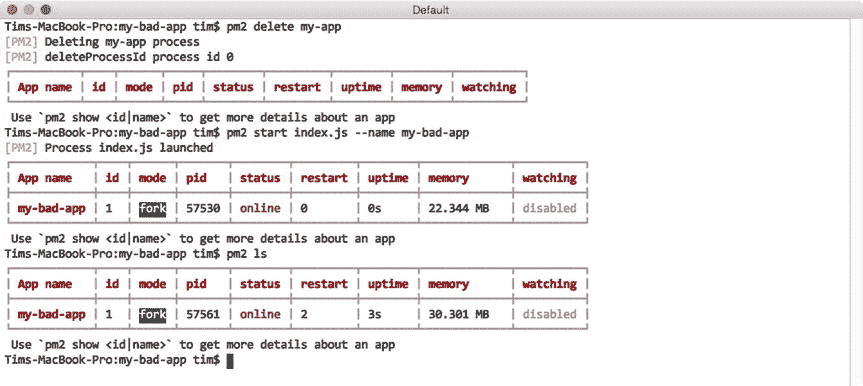 Default
Tims-MacBook-Pro:my-bad-app tim$ pm2 delete my-app
[PM2] Deleting my-app process
[PM2] deleteProcessId process id 0
App name | id | mode | pid | status | restart | uptime | memory | watching
Use `pm2 show <id|name>` to get more details about an app
Tims-MacBook-Pro:my-bad-app tim$ pm2 start index.js --name my-bad-app
[PM2] Process index.js launched
App name | id | mode | pid | status | restart | uptime | memory | watching
my-bad-app | 1 | fork | 57530 | online | 0 | 0s | 22.344 MB | disabled
Use `pm2 show <id|name>` to get more details about an app
Tims-MacBook-Pro:my-bad-app tim$ pm2 ls
App name | id | mode | pid | status | restart | uptime | memory | watching
my-bad-app | 1 | fork | 57561 | online | 2 | 3s | 30.301 MB | disabled
Use `pm2 show <id|name>` to get more details about an app
Tims-MacBook-Pro:my-bad-app tim$